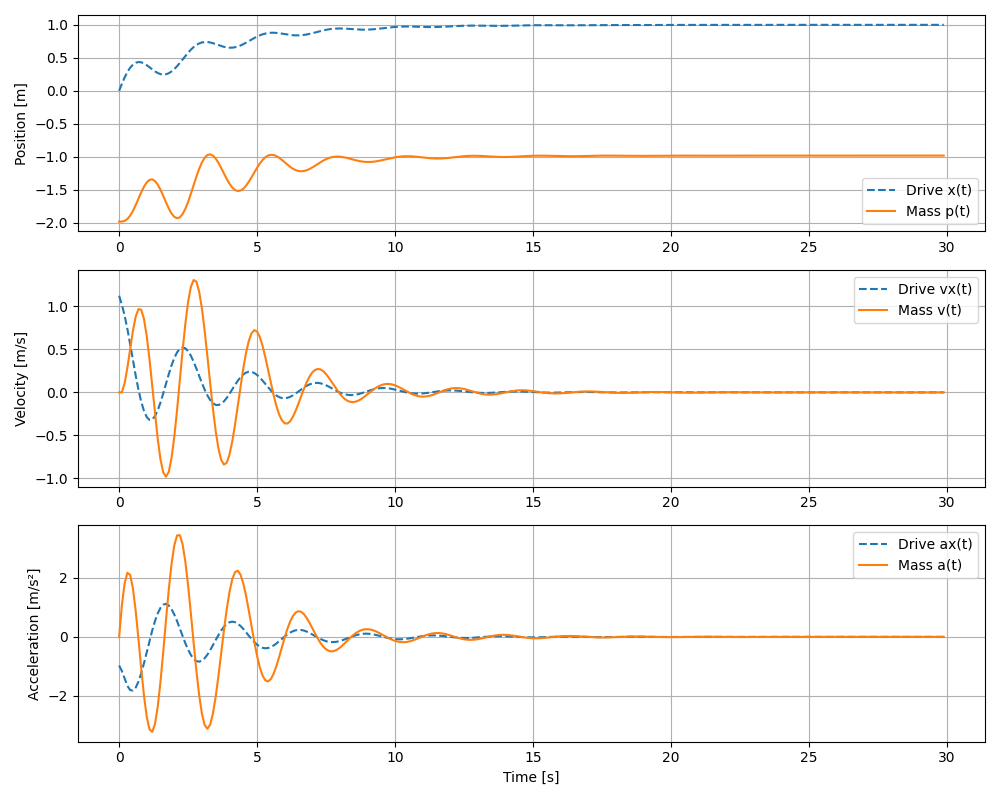 1.0
0.5
0.0
−0.5
−1.0
−1.5
−2.0
Position [m]
Drive x(t)
Mass p(t)
0 5 10 15 20 25 30
1.0
0.5
0.0
−0.5
−1.0
Velocity [m/s]
Drive vx(t)
Mass v(t)
0 5 10 15 20 25 30
2
0
−2
Acceleration [m/s²]
Drive ax(t)
Mass a(t)
0 5 10 15 20 25 30
Time [s]